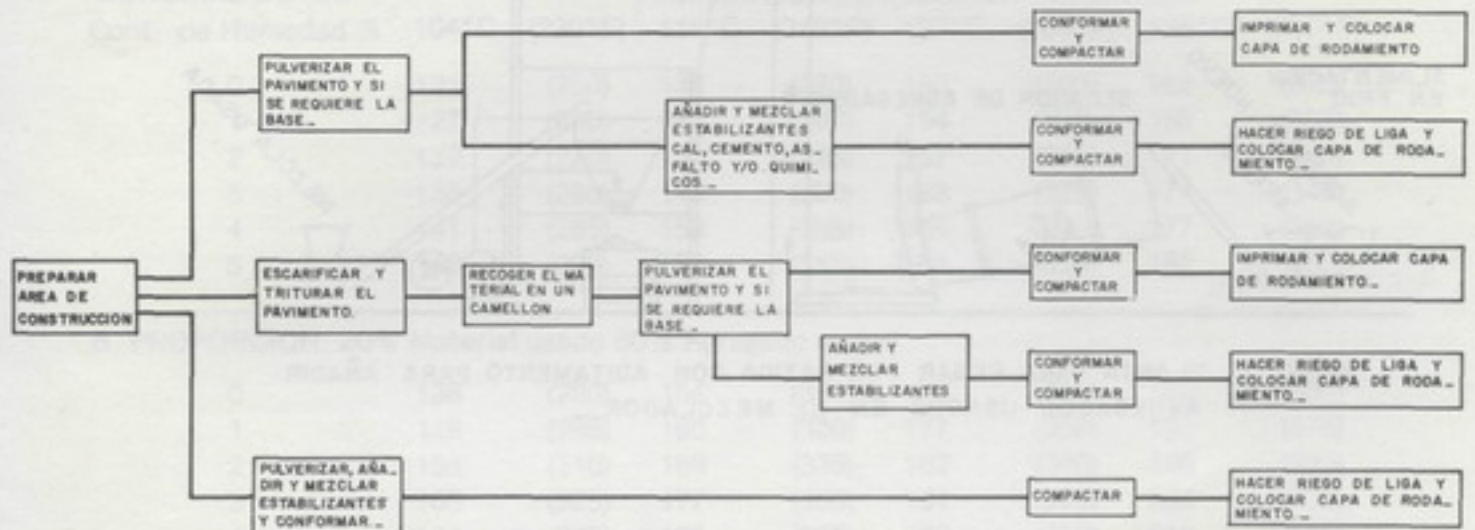 CONFORMAR
Y
COMPACTAR
IMPRIMAR Y COLOCAR
CAPA DE RODAMIENTO
PULVERIZAR EL
PAVIMENTO Y SI
SE REQUIERE LA
BASE_
AÑADIR Y MEZCLAR
ESTABILIZANTES
CAL, CEMENTO, AS_
FALTO Y/O QUIMI_
COS_
CONFORMAR
Y
COMPACTAR
HACER RIEGO DE LIGA Y
COLOCAR CAPA DE RODA_
MIENTO_
PREPARAR
AREA DE
CONSTRUCCION
ESCARIFICAR Y
TRITURAR EL
PAVIMENTO.
RECOGER EL MA
TERIAL EN UN
CAMELLON
PULVERIZAR EL
PAVIMENTO Y SI
SE REQUIERE LA
BASE_
CONFORMAR
Y
COMPACTAR
IMPRIMAR Y COLOCAR CAPA
DE RODAMIENTO_
AÑADIR Y
MEZCLAR
ESTABILIZANTES
CONFORMAR
Y
COMPACTAR
HACER RIEGO DE LIGA Y
COLOCAR CAPA DE RODA_
MIENTO_
PULVERIZAR, AÑA_
DIR Y MEZCLAR
ESTABILIZANTES
Y CONFORMAR_
COMPACTAR
HACER RIEGO DE LIGA Y
COLOCAR CAPA DE RODA_
MIENTO_